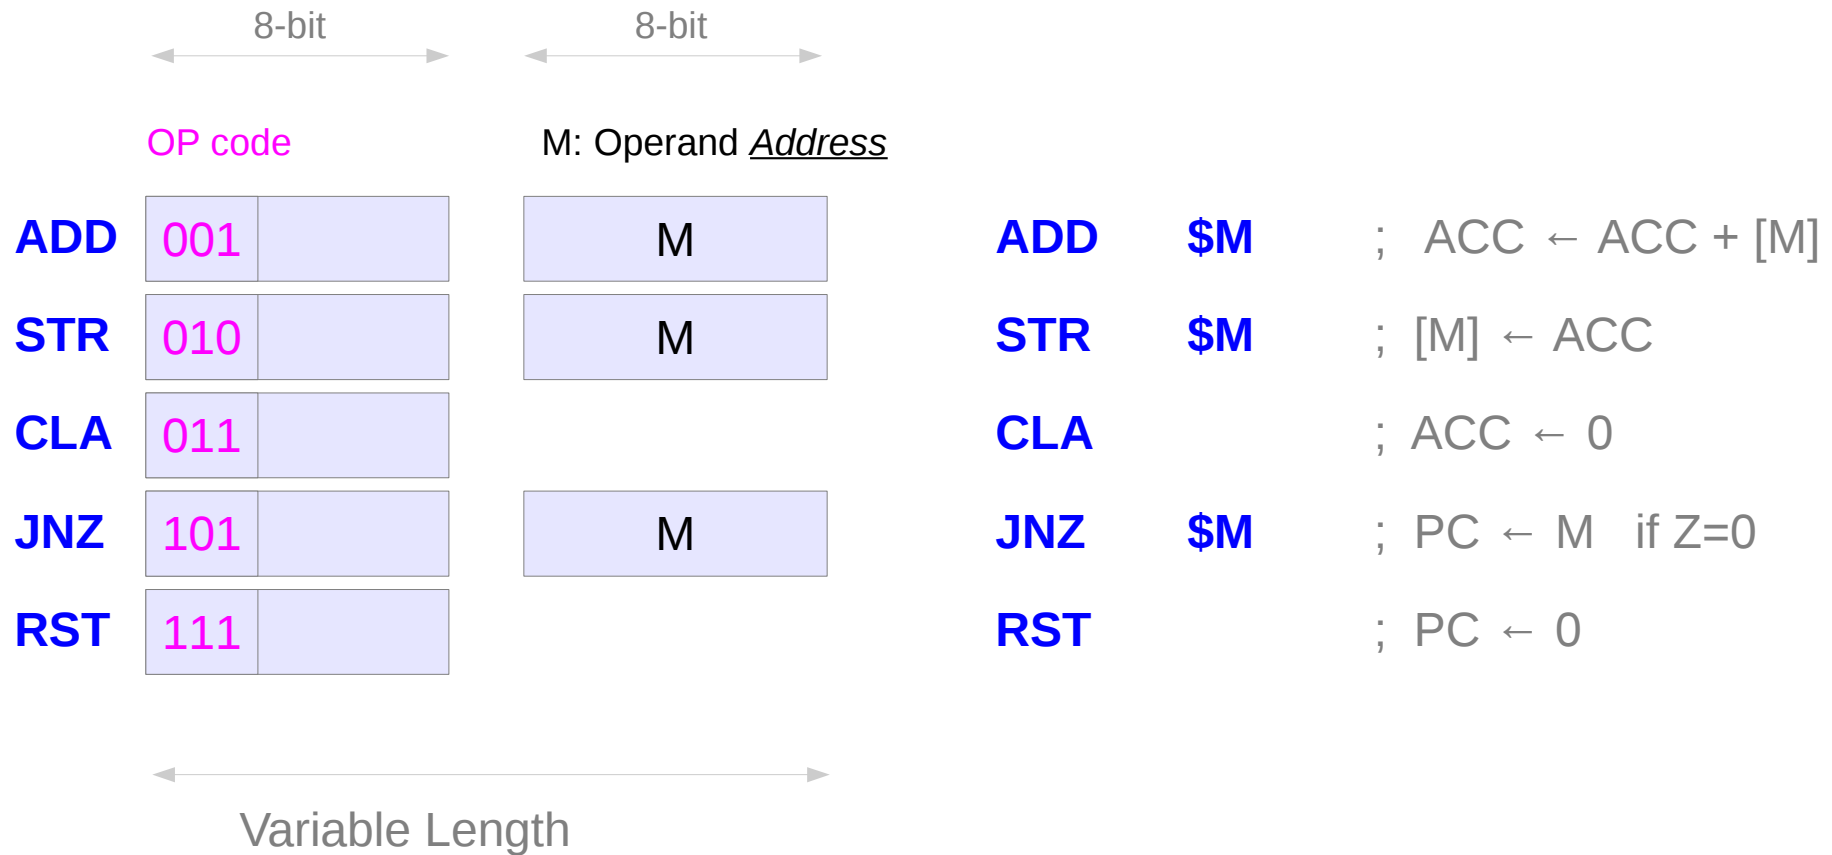 8-bit 8-bit
OP code M: Operand Address
ADD 001 M ADD $M ; ACC ← ACC + [M]
STR 010 M STR $M ; [M] ← ACC
CLA 011 CLA ; ACC ← 0
JNZ 101 M JNZ $M ; PC ← M if Z=0
RST 111 RST ; PC ← 0
Variable Length